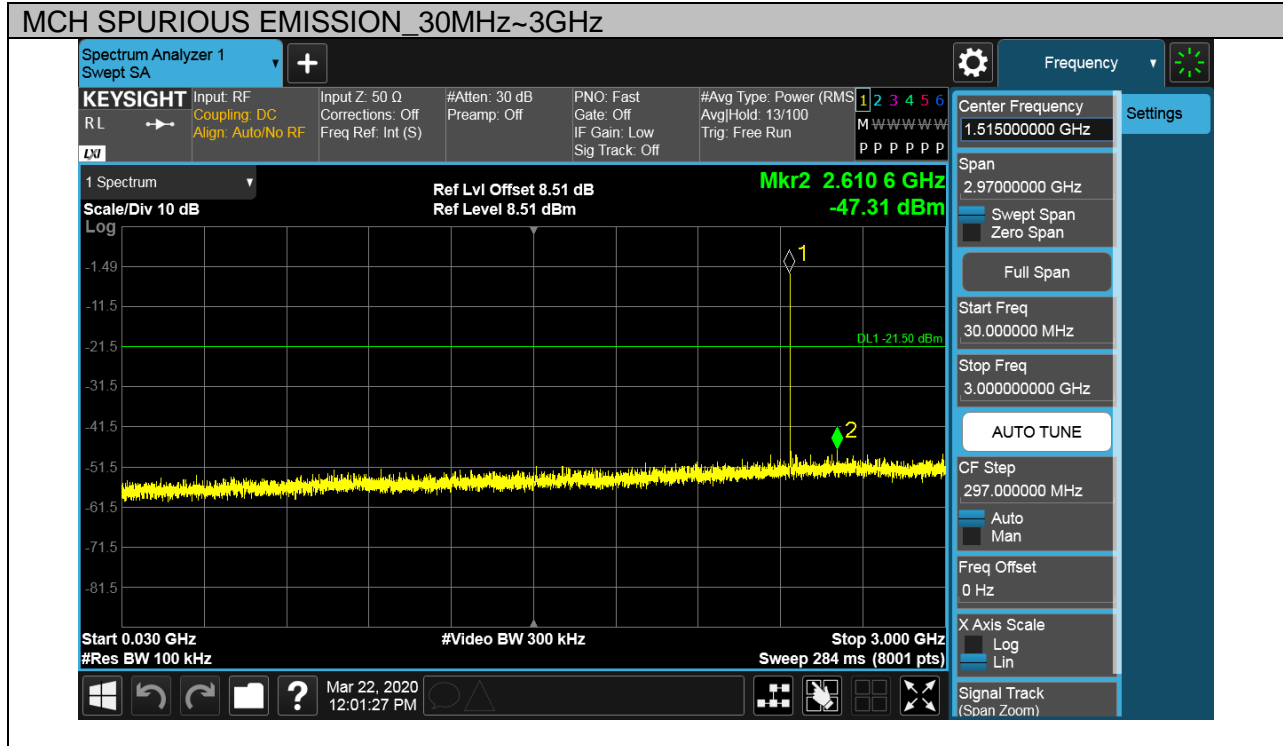 MCH SPURIOUS EMISSION_30MHz~3GHz
Spectrum Analyzer 1
Swept SA
+
Frequency
KEYSIGHT
R L
LXI
Input: RF
Coupling: DC
Align: Auto/No RF
Input Z: 50 Ω
Corrections: Off
Freq Ref: Int (S)
#Atten: 30 dB
Preamp: Off
PNO: Fast
Gate: Off
IF Gain: Low
Sig Track: Off
#Avg Type: Power (RMS
Avg|Hold: 13/100
Trig: Free Run
1 2 3 4 5 6
M W W W W W
P P P P P P
1 Spectrum
Scale/Div 10 dB
Log
Ref Lvl Offset 8.51 dB
Ref Level 8.51 dBm
Mkr2 2.610 6 GHz
-47.31 dBm
1
-1.49
-11.5
DL1 -21.50 dBm
-21.5
-31.5
-41.5
2
-51.5
-61.5
-71.5
-81.5
Start 0.030 GHz
#Video BW 300 kHz
Stop 3.000 GHz
#Res BW 100 kHz
Sweep 284 ms (8001 pts)
Center Frequency
1.515000000 GHz
Settings
Span
2.97000000 GHz
Swept Span
Zero Span
Full Span
Start Freq
30.000000 MHz
Stop Freq
3.000000000 GHz
AUTO TUNE
CF Step
297.000000 MHz
Auto
Man
Freq Offset
0 Hz
X Axis Scale
Log
Lin
Signal Track
(Span Zoom)
?
Mar 22, 2020
12:01:27 PM